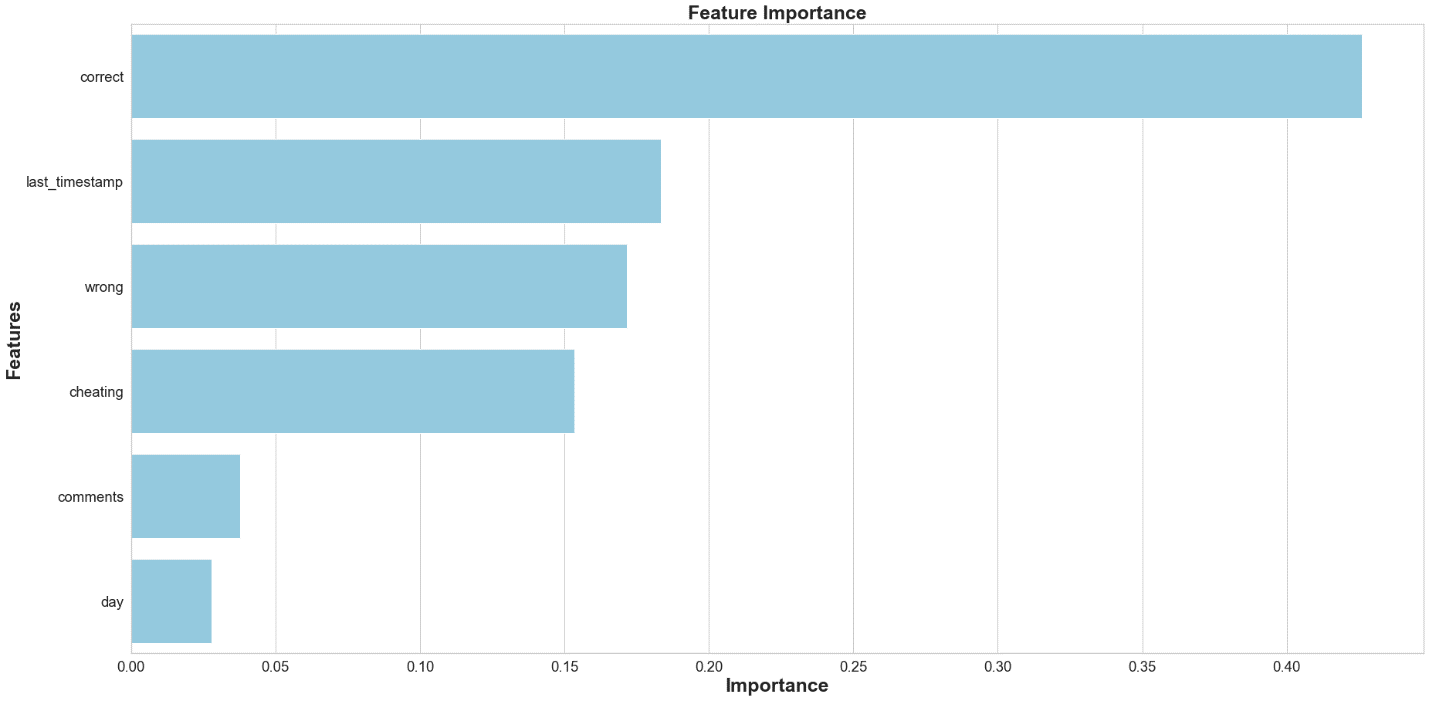 Feature Importance
correct
last_timestamp
wrong
cheating
comments
day
Features
0.00 0.05 0.10 0.15 0.20 0.25 0.30 0.35 0.40
Importance